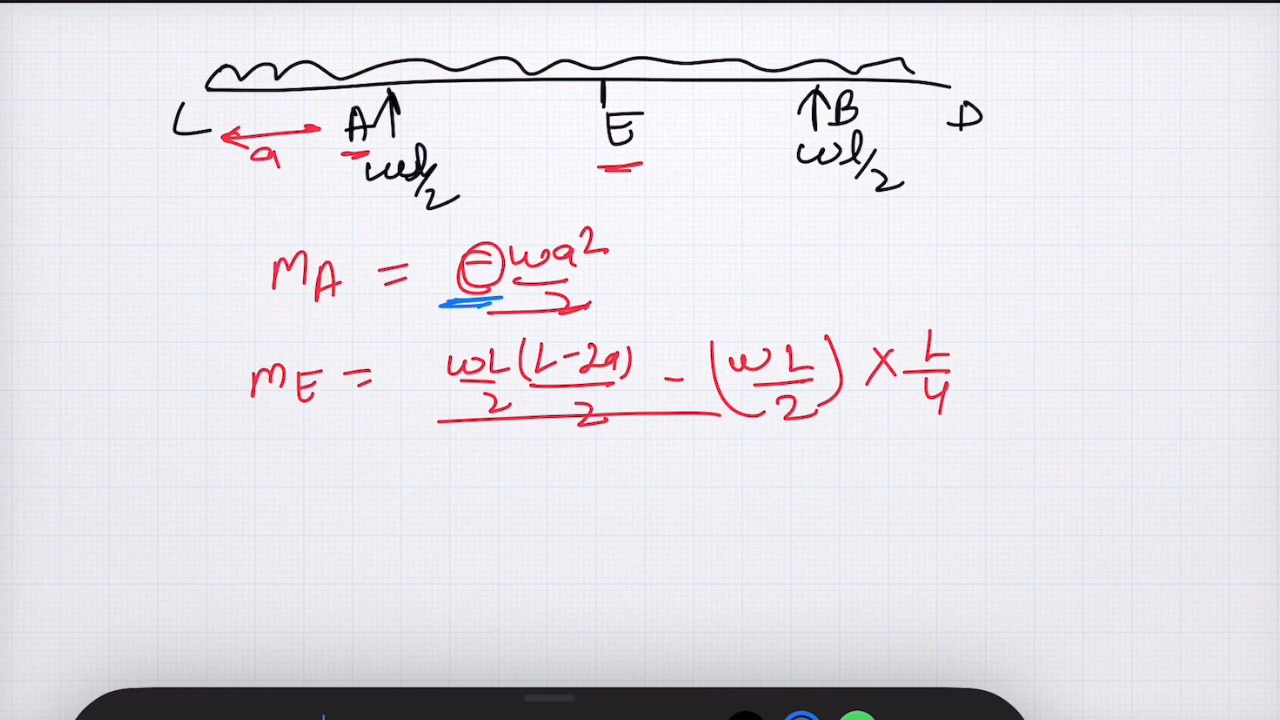 C A E B D
a wl/2 wl/2
MA = ⊖ wa²/2
ME = wL/2 (L-2a)/2 - (wL/2) × L/4